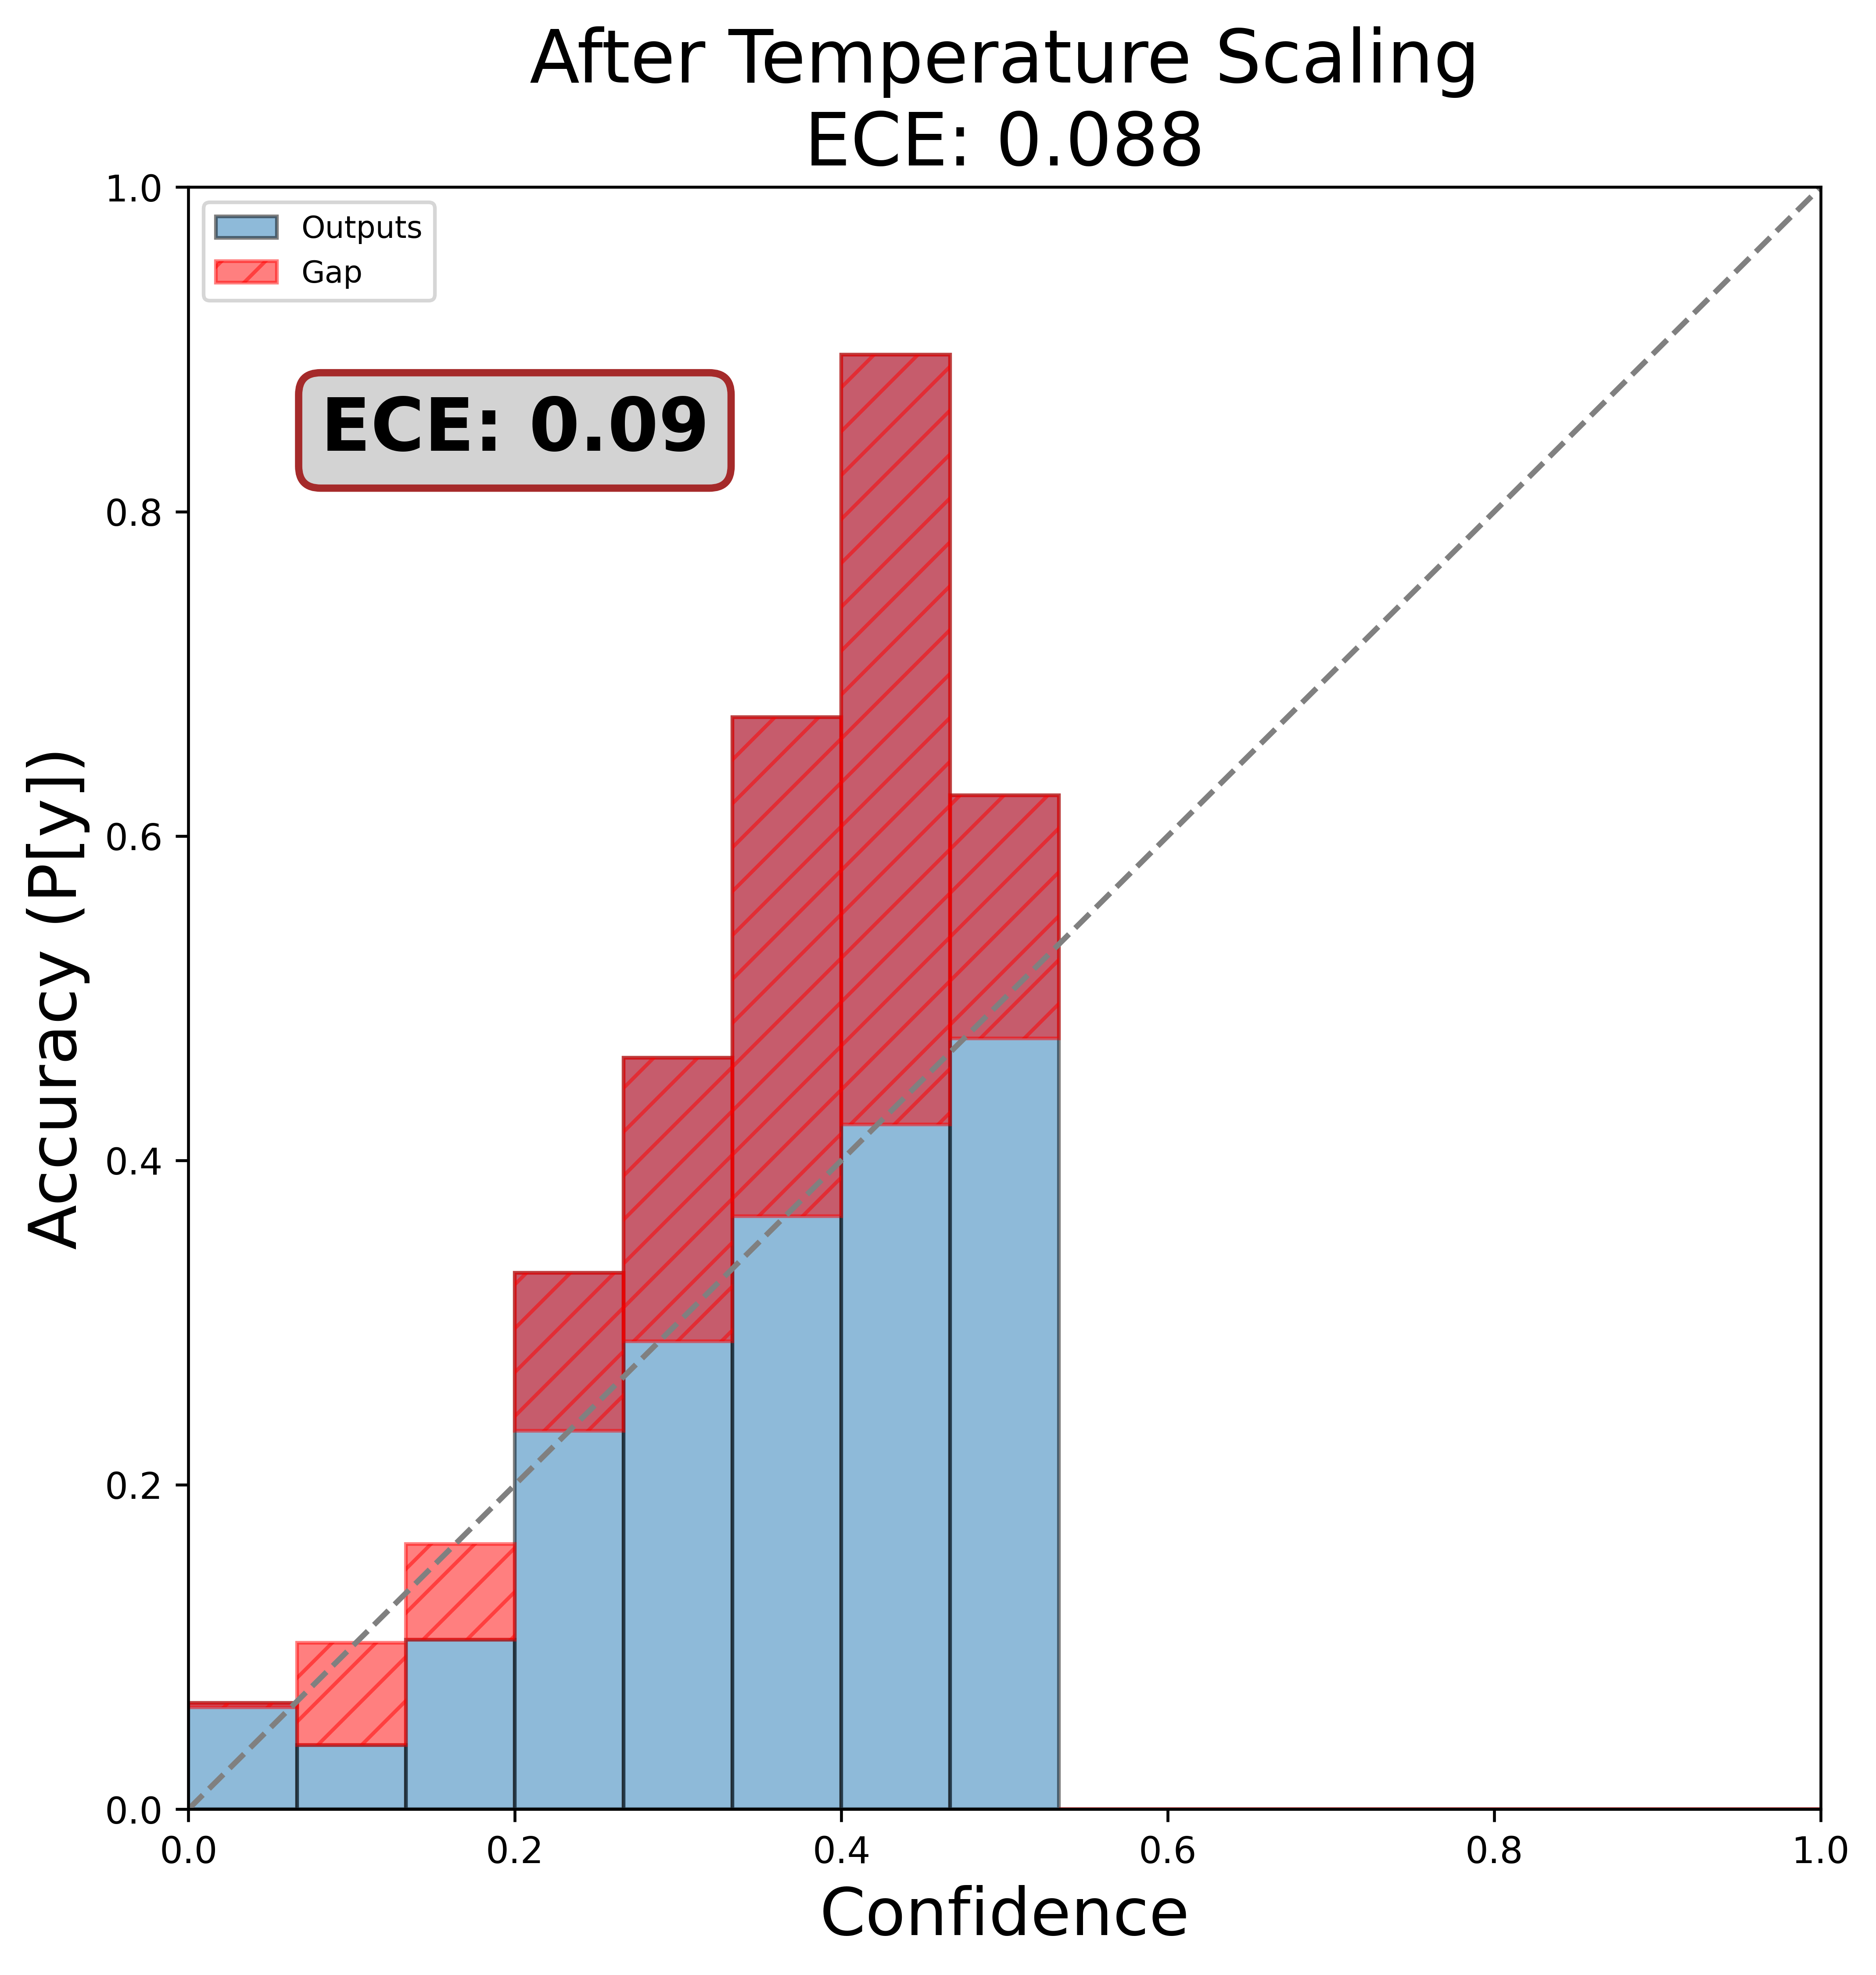 After Temperature Scaling
ECE: 0.088
Outputs
Gap
ECE: 0.09
Accuracy (P[y])
1.0
0.8
0.6
0.4
0.2
0.0
0.0 0.2 0.4 0.6 0.8 1.0
Confidence